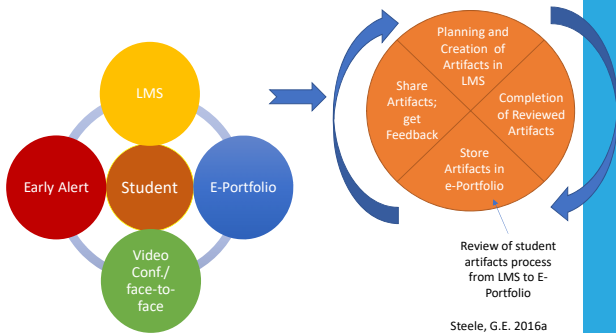 LMS
Early Alert
Student
E-Portfolio
Video
Conf./
face-to-
face
Planning and
Creation of
Artifacts in
LMS
Share
Artifacts;
get
Feedback
Completion
of Reviewed
Artifacts
Store
Artifacts in
e-Portfolio
Review of student
artifacts process
from LMS to E-
Portfolio
Steele, G.E. 2016a